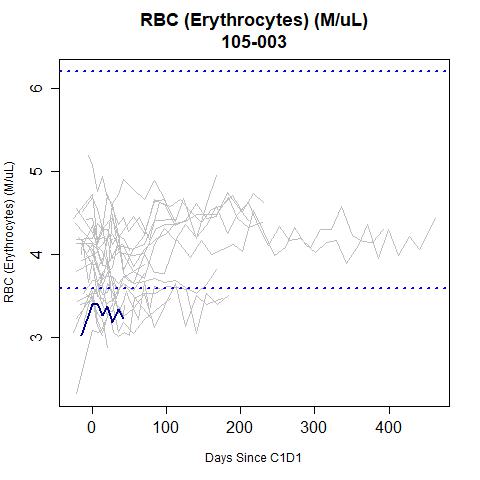 RBC (Erythrocytes) (M/uL)
105-003
RBC (Erythrocytes) (M/uL)
6
5
4
3
0 100 200 300 400
Days Since C1D1